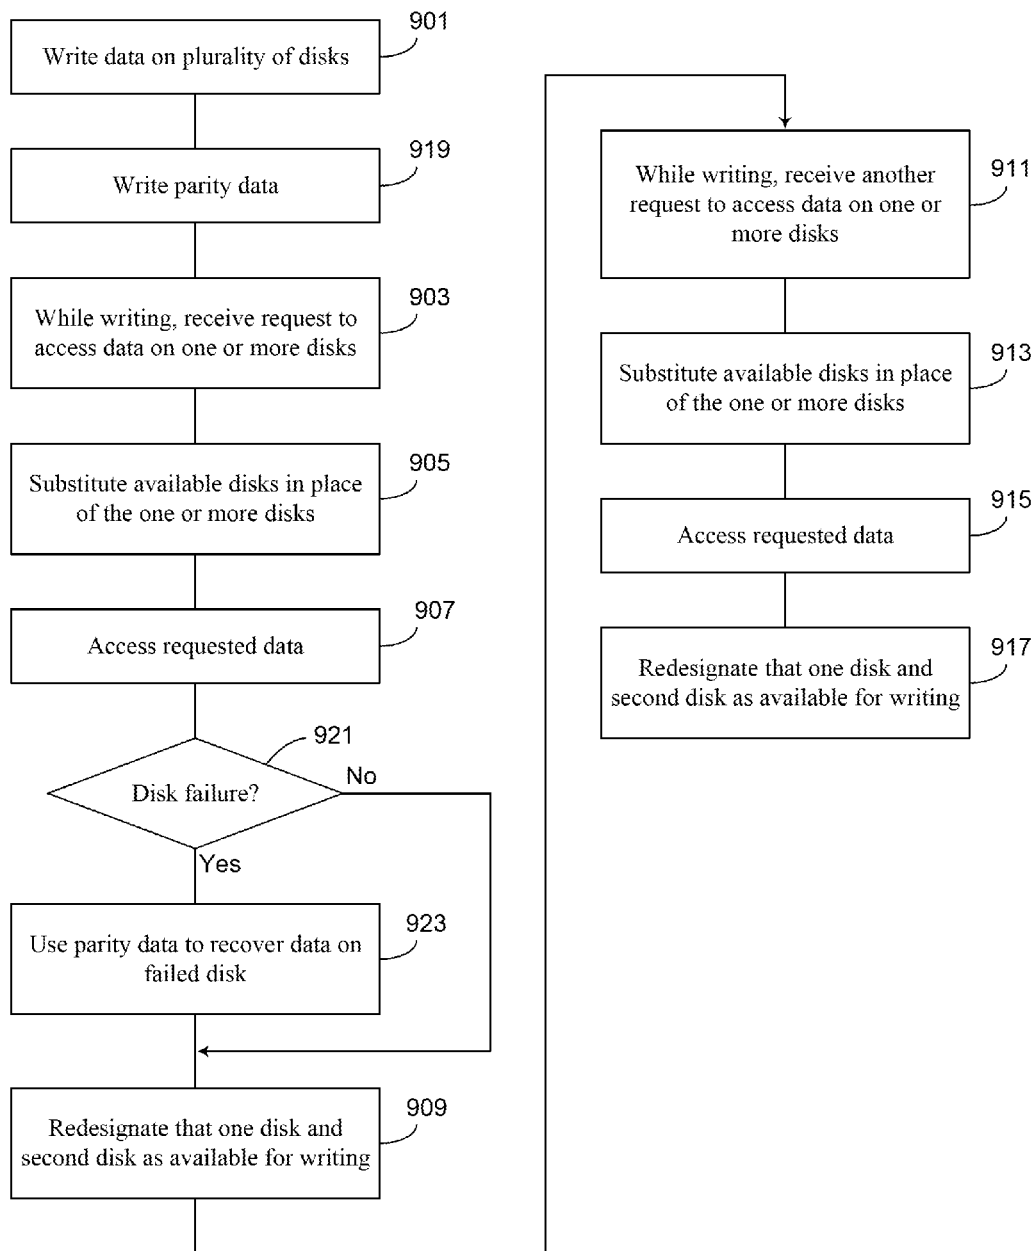 901
Write data on plurality of disks
919
Write parity data
903
While writing, receive request to
access data on one or more disks
905
Substitute available disks in place
of the one or more disks
907
Access requested data
921
Disk failure?
No
Yes
923
Use parity data to recover data on
failed disk
909
Redesignate that one disk and
second disk as available for writing
911
While writing, receive another
request to access data on one or
more disks
913
Substitute available disks in place
of the one or more disks
915
Access requested data
917
Redesignate that one disk and
second disk as available for writing